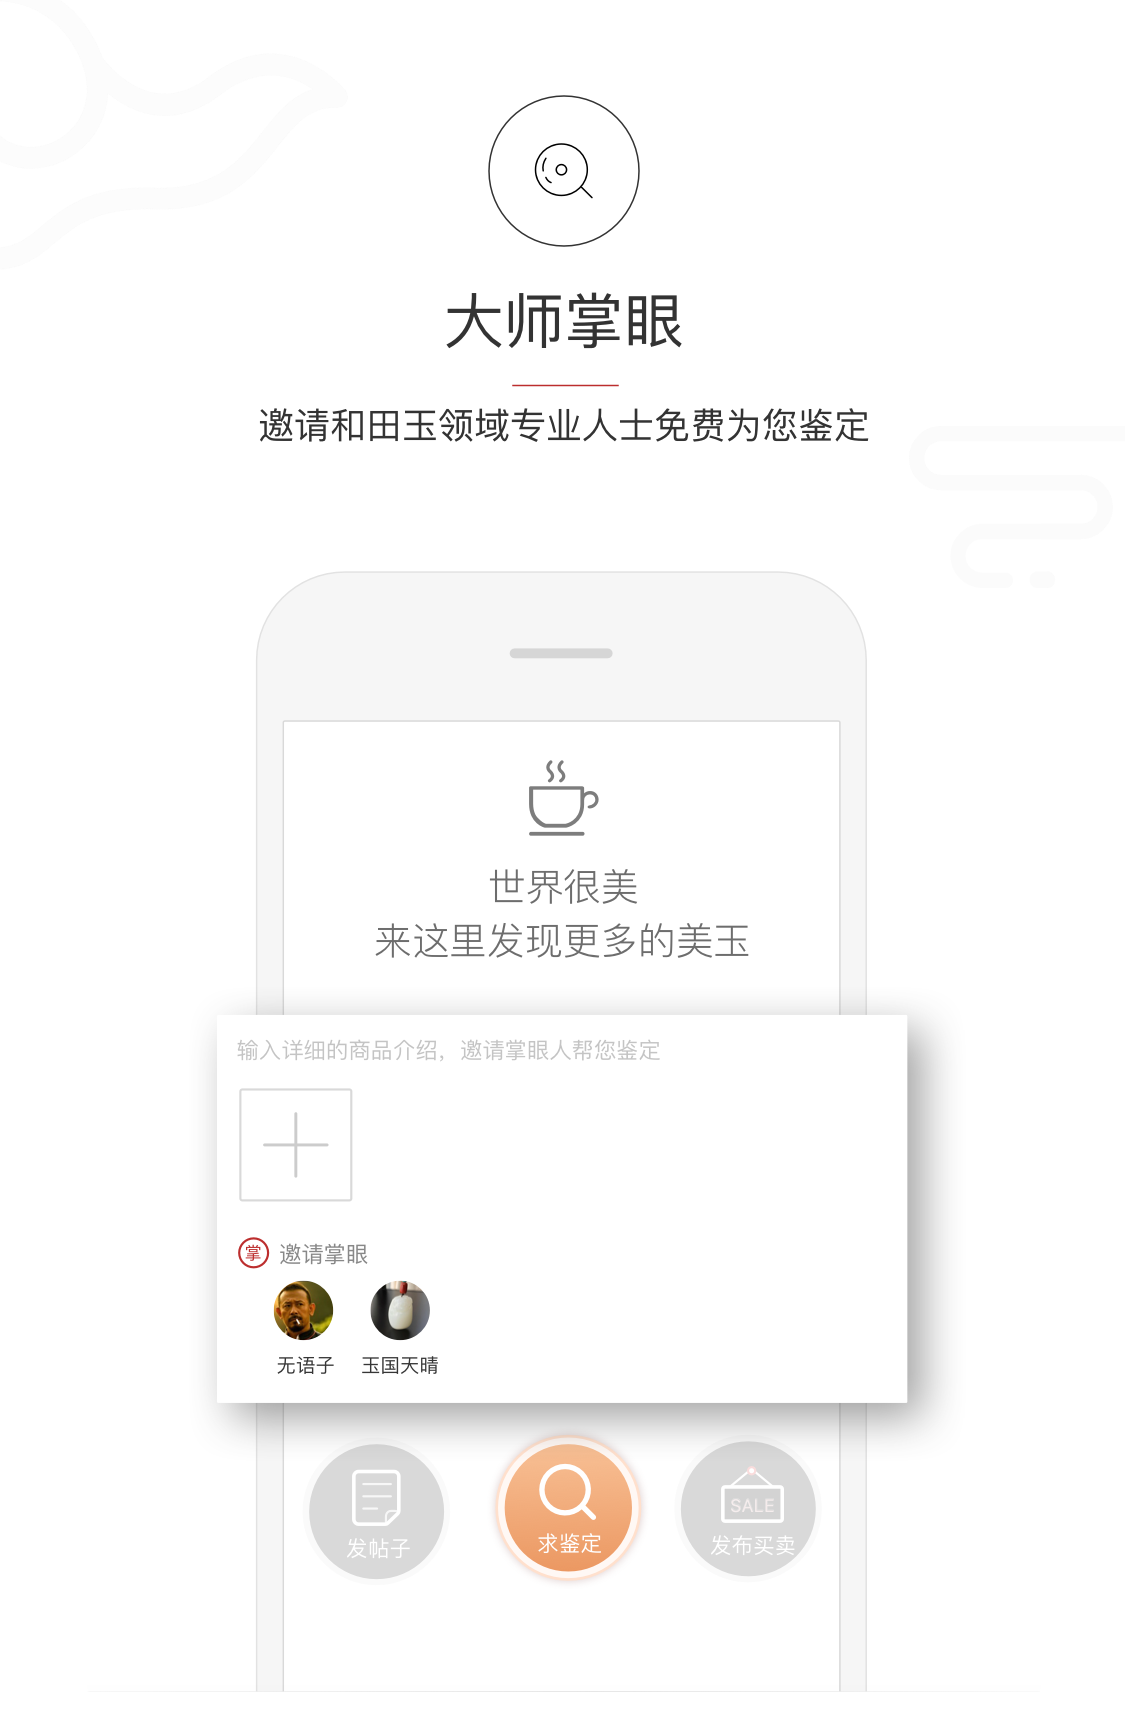 大师掌眼
邀请和田玉领域专业人士免费为您鉴定
世界很美
来这里发现更多的美玉
输入详细的商品介绍，邀请掌眼人帮您鉴定
掌 邀请掌眼
无语子 玉国天晴
SALE
发帖子 求鉴定 发布买卖